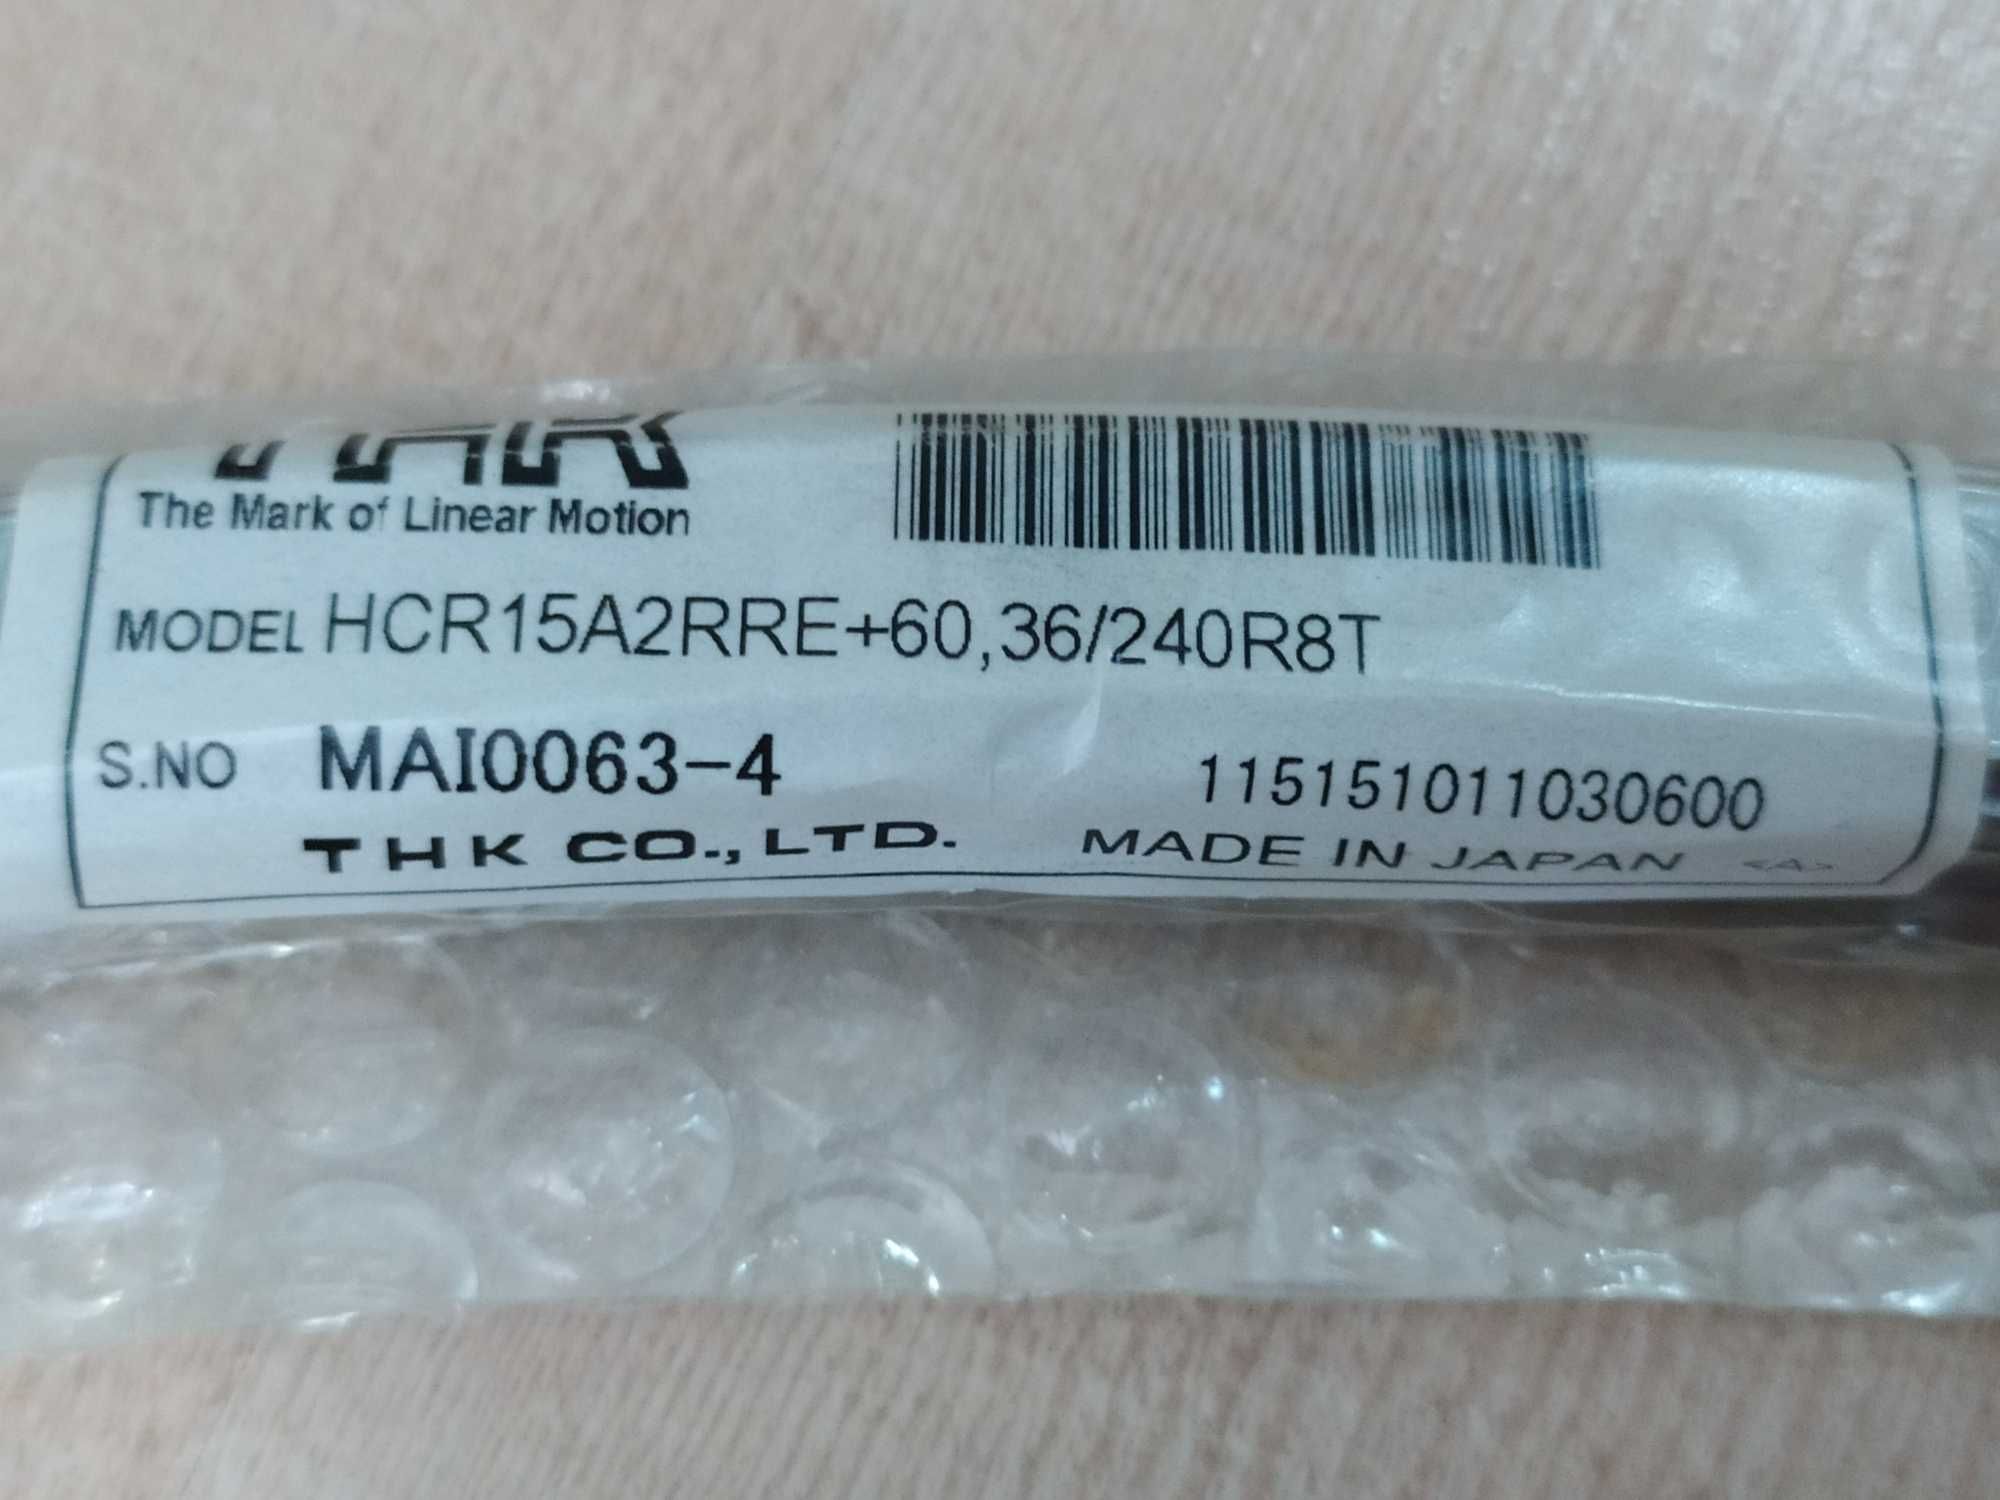 THK
The Mark of Linear Motion
MODEL HCR15A2RRE+60,36/240R8T
S.NO MAI0063-4 115151011030600
THK CO., LTD. MADE IN JAPAN <A>